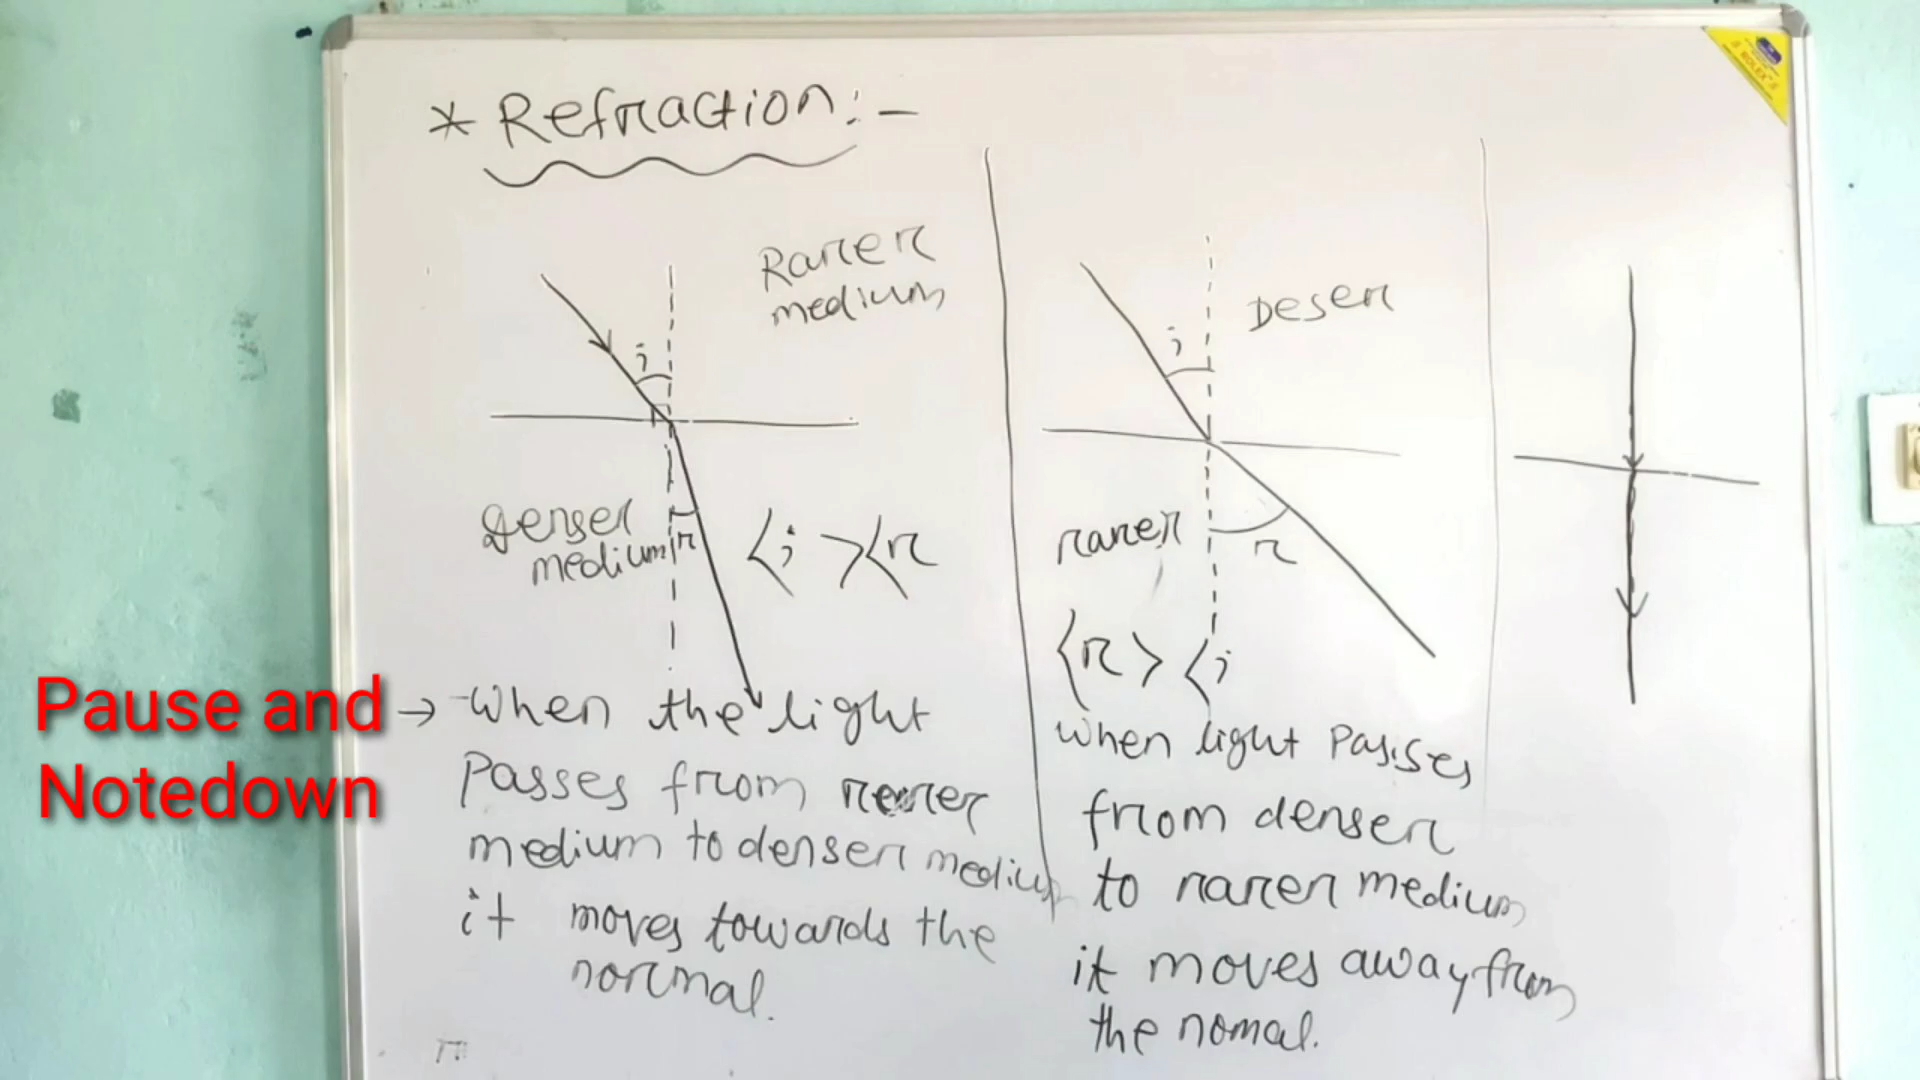 * Refraction:-
Rarer
medium
i
Denser
medium
r
<i > <r
When the light
Passes from rerer
medium to denser medium
it moves towards the
normal.
Deser
i
rarer
r
<r > <i
When light Passes
from denser
to rarer medium
it moves away from
the nomal.
Pause and
Notedown
ROLEX